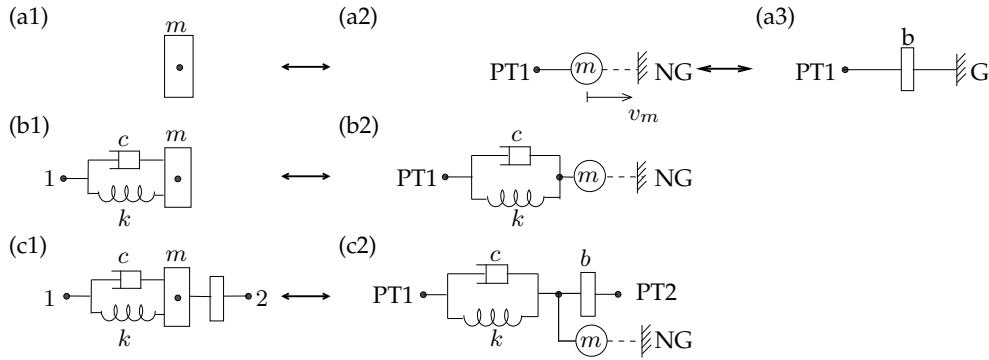 (a1) (a2) (a3)
m
PT1 m NG
v_m
b
PT1 G
(b1) (b2)
c m
1
k
c
PT1 m NG
k
(c1) (c2)
c m
1 2
k
c b
PT1 PT2
k m NG